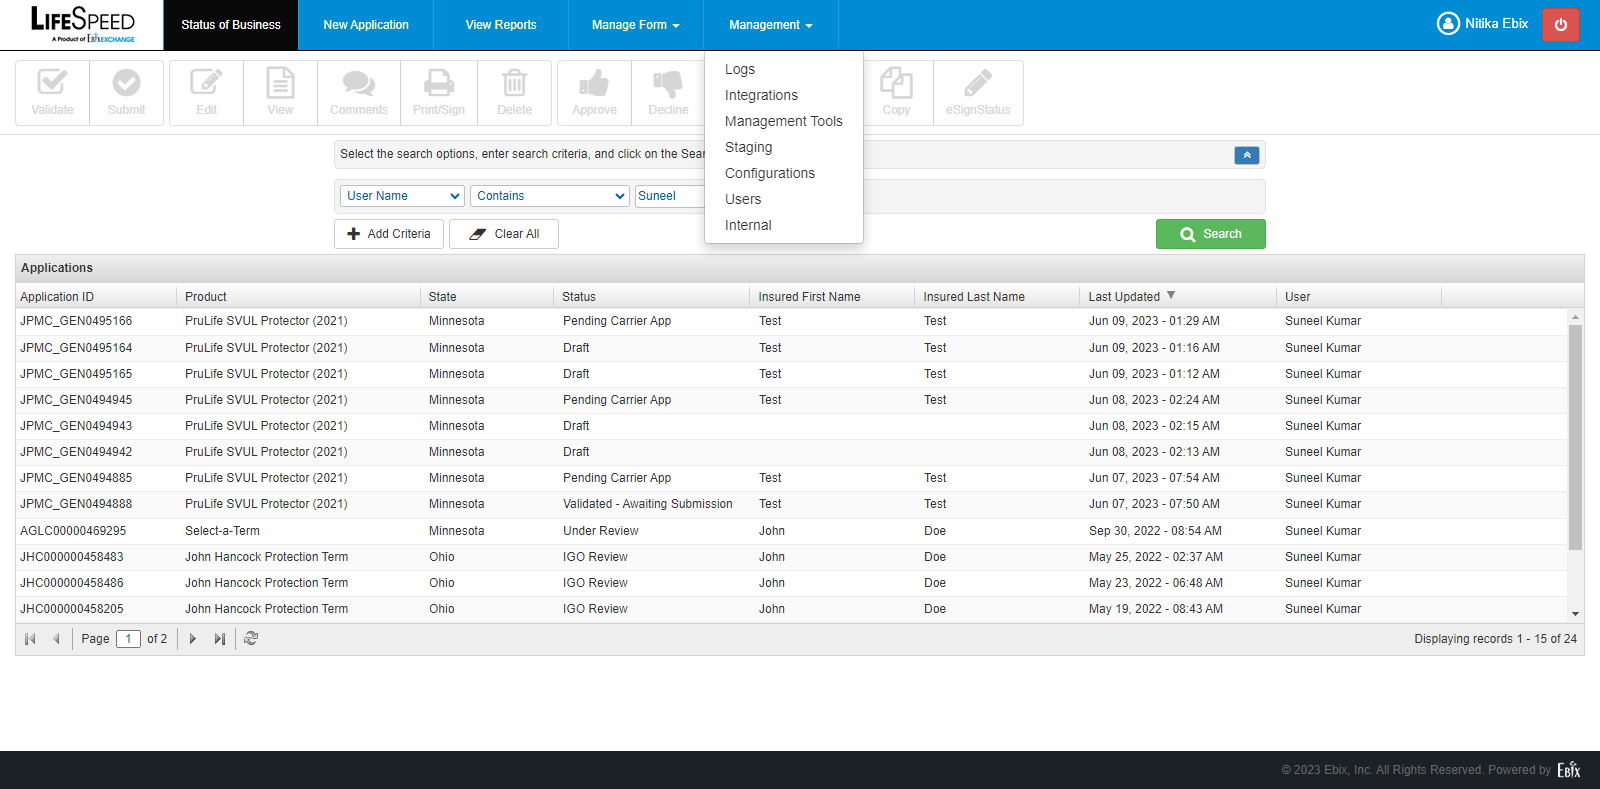 LIFESPEED
A Product of EbixEXCHANGE
Status of Business
New Application
View Reports
Manage Form
Management
Nitika Ebix
Validate
Submit
Edit
View
Comments
Print/Sign
Delete
Approve
Decline
Copy
eSignStatus
Logs
Integrations
Management Tools
Staging
Configurations
Users
Internal
Select the search options, enter search criteria, and click on the Sear
User Name Contains Suneel
Add Criteria Clear All Search
Applications
Application ID Product State Status Insured First Name Insured Last Name Last Updated User
JPMC_GEN0495166 PruLife SVUL Protector (2021) Minnesota Pending Carrier App Test Test Jun 09, 2023 - 01:29 AM Suneel Kumar
JPMC_GEN0495164 PruLife SVUL Protector (2021) Minnesota Draft Test Test Jun 09, 2023 - 01:16 AM Suneel Kumar
JPMC_GEN0495165 PruLife SVUL Protector (2021) Minnesota Draft Test Test Jun 09, 2023 - 01:12 AM Suneel Kumar
JPMC_GEN0494945 PruLife SVUL Protector (2021) Minnesota Pending Carrier App Test Test Jun 08, 2023 - 02:24 AM Suneel Kumar
JPMC_GEN0494943 PruLife SVUL Protector (2021) Minnesota Draft Jun 08, 2023 - 02:15 AM Suneel Kumar
JPMC_GEN0494942 PruLife SVUL Protector (2021) Minnesota Draft Jun 08, 2023 - 02:13 AM Suneel Kumar
JPMC_GEN0494885 PruLife SVUL Protector (2021) Minnesota Pending Carrier App Test Test Jun 07, 2023 - 07:54 AM Suneel Kumar
JPMC_GEN0494888 PruLife SVUL Protector (2021) Minnesota Validated - Awaiting Submission Test Test Jun 07, 2023 - 07:50 AM Suneel Kumar
AGLC00000469295 Select-a-Term Minnesota Under Review John Doe Sep 30, 2022 - 08:54 AM Suneel Kumar
JHC000000458483 John Hancock Protection Term Ohio IGO Review John Doe May 25, 2022 - 02:37 AM Suneel Kumar
JHC000000458486 John Hancock Protection Term Ohio IGO Review John Doe May 23, 2022 - 06:48 AM Suneel Kumar
JHC000000458205 John Hancock Protection Term Ohio IGO Review John Doe May 19, 2022 - 08:43 AM Suneel Kumar
Page 1 of 2 Displaying records 1 - 15 of 24
© 2023 Ebix, Inc. All Rights Reserved. Powered by Ebix